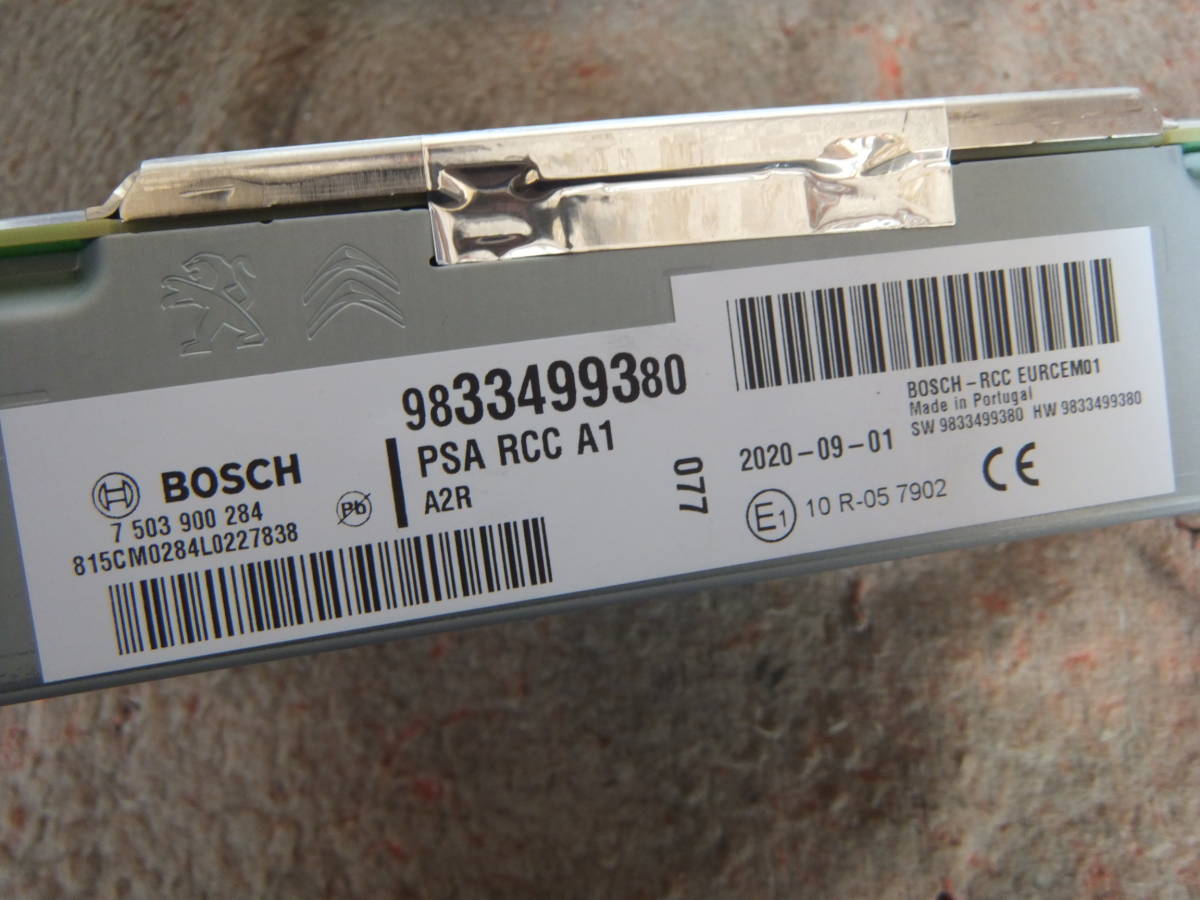 9833499380
PSA RCC A1
A2R
BOSCH
7 503 900 284
815CM0284L0227838
Pb
077
BOSCH-RCC EURCEM01
Made in Portugal
SW 9833499380 HW 9833499380
2020-09-01
E1 10 R-05 7902
CE